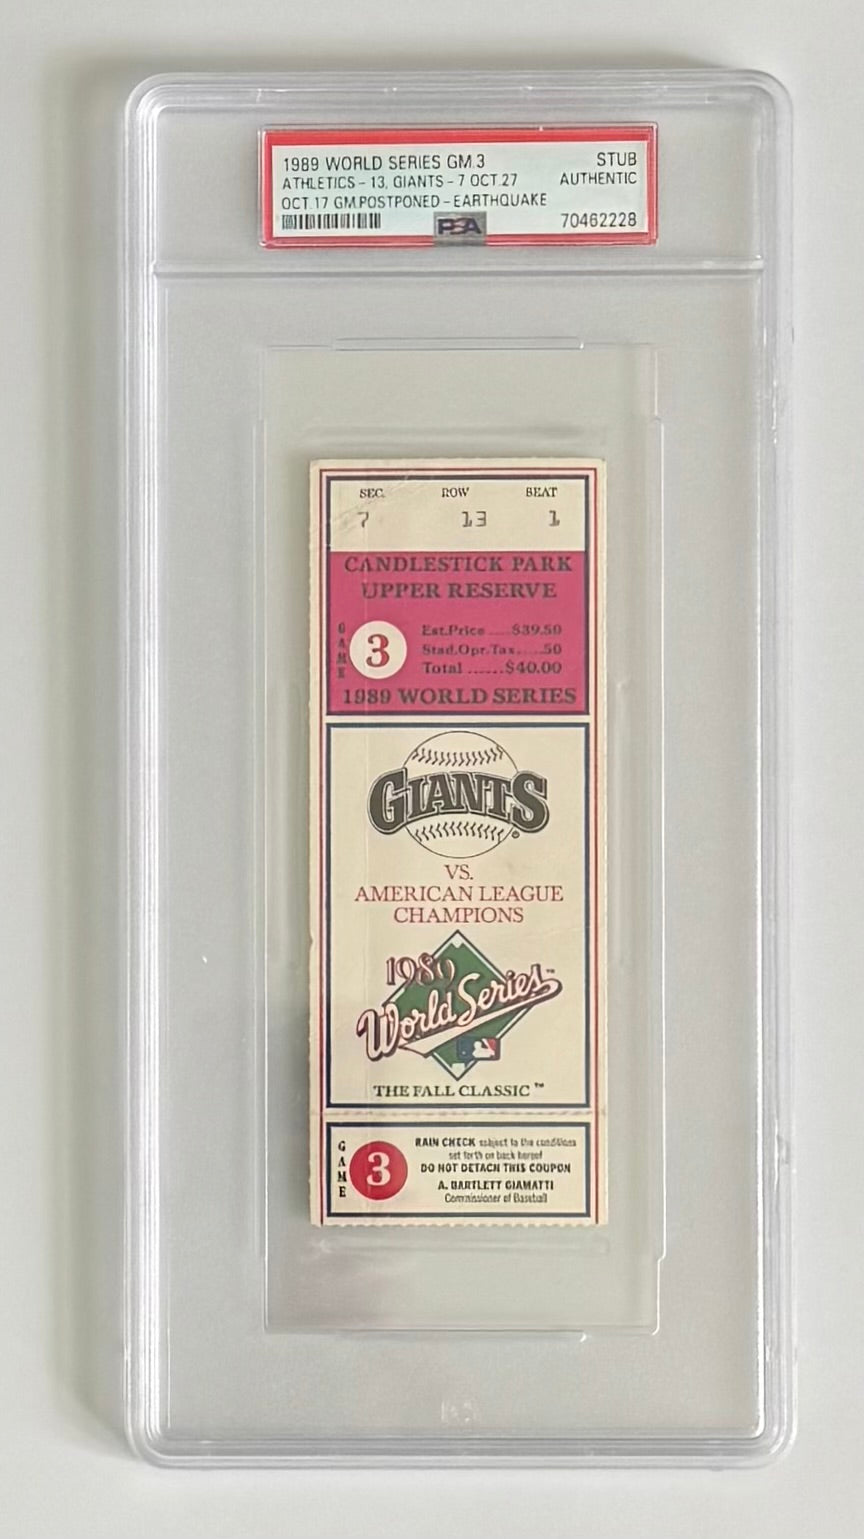 1989 WORLD SERIES GM.3 STUB
ATHLETICS - 13, GIANTS - 7 OCT.27 AUTHENTIC
OCT.17 GM.POSTPONED - EARTHQUAKE
PSA 70462228
SEC. ROW SEAT
7 13 1
CANDLESTICK PARK
UPPER RESERVE
GAME 3
Est.Price ....$39.50
Stad.Opr.Tax....50
Total ......$40.00
1989 WORLD SERIES
GIANTS
VS.
AMERICAN LEAGUE
CHAMPIONS
1989
World Series™
THE FALL CLASSIC™
GAME 3
RAIN CHECK subject to the conditions
set forth on back hereof
DO NOT DETACH THIS COUPON
A. BARTLETT GIAMATTI
Commissioner of Baseball